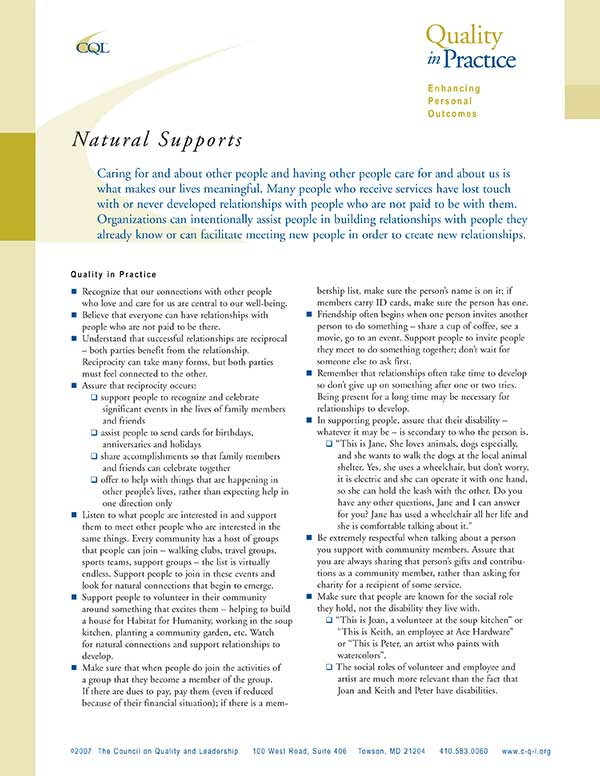 CQL
Quality
in Practice
Enhancing
Personal
Outcomes
Natural Supports
Caring for and about other people and having other people care for and about us is
what makes our lives meaningful. Many people who receive services have lost touch
with or never developed relationships with people who are not paid to be with them.
Organizations can intentionally assist people in building relationships with people they
already know or can facilitate meeting new people in order to create new relationships.
Quality in Practice
■ Recognize that our connections with other people
who love and care for us are central to our well-being.
■ Believe that everyone can have relationships with
people who are not paid to be there.
■ Understand that successful relationships are reciprocal
– both parties benefit from the relationship.
Reciprocity can take many forms, but both parties
must feel connected to the other.
■ Assure that reciprocity occurs:
❑ support people to recognize and celebrate
significant events in the lives of family members
and friends
❑ assist people to send cards for birthdays,
anniversaries and holidays
❑ share accomplishments so that family members
and friends can celebrate together
❑ offer to help with things that are happening in
other people's lives, rather than expecting help in
one direction only
■ Listen to what people are interested in and support
them to meet other people who are interested in the
same things. Every community has a host of groups
that people can join – walking clubs, travel groups,
sports teams, support groups – the list is virtually
endless. Support people to join in these events and
look for natural connections that begin to emerge.
■ Support people to volunteer in their community
around something that excites them – helping to build
a house for Habitat for Humanity, working in the soup
kitchen, planting a community garden, etc. Watch
for natural connections and support relationships to
develop.
■ Make sure that when people do join the activities of
a group that they become a member of the group.
If there are dues to pay, pay them (even if reduced
because of their financial situation); if there is a mem-
bership list, make sure the person's name is on it; if
members carry ID cards, make sure the person has one.
■ Friendship often begins when one person invites another
person to do something – share a cup of coffee, see a
movie, go to an event. Support people to invite people
they meet to do something together; don't wait for
someone else to ask first.
■ Remember that relationships often take time to develop
so don't give up on something after one or two tries.
Being present for a long time may be necessary for
relationships to develop.
■ In supporting people, assure that their disability –
whatever it may be – is secondary to who the person is.
❑ "This is Jane. She loves animals, dogs especially,
and she wants to walk the dogs at the local animal
shelter. Yes, she uses a wheelchair, but don't worry,
it is electric and she can operate it with one hand,
so she can hold the leash with the other. Do you
have any other questions, Jane and I can answer
for you? Jane has used a wheelchair all her life and
she is comfortable talking about it."
■ Be extremely respectful when talking about a person
you support with community members. Assure that
you are always sharing that person's gifts and contribu-
tions as a community member, rather than asking for
charity for a recipient of some service.
■ Make sure that people are known for the social role
they hold, not the disability they live with.
❑ "This is Joan, a volunteer at the soup kitchen" or
"This is Keith, an employee at Ace Hardware"
or "This is Peter, an artist who paints with
watercolors".
❑ The social roles of volunteer and employee and
artist are much more relevant than the fact that
Joan and Keith and Peter have disabilities.
©2007 The Council on Quality and Leadership 100 West Road, Suite 406 Towson, MD 21204 410.583.0060 www.c-q-l.org